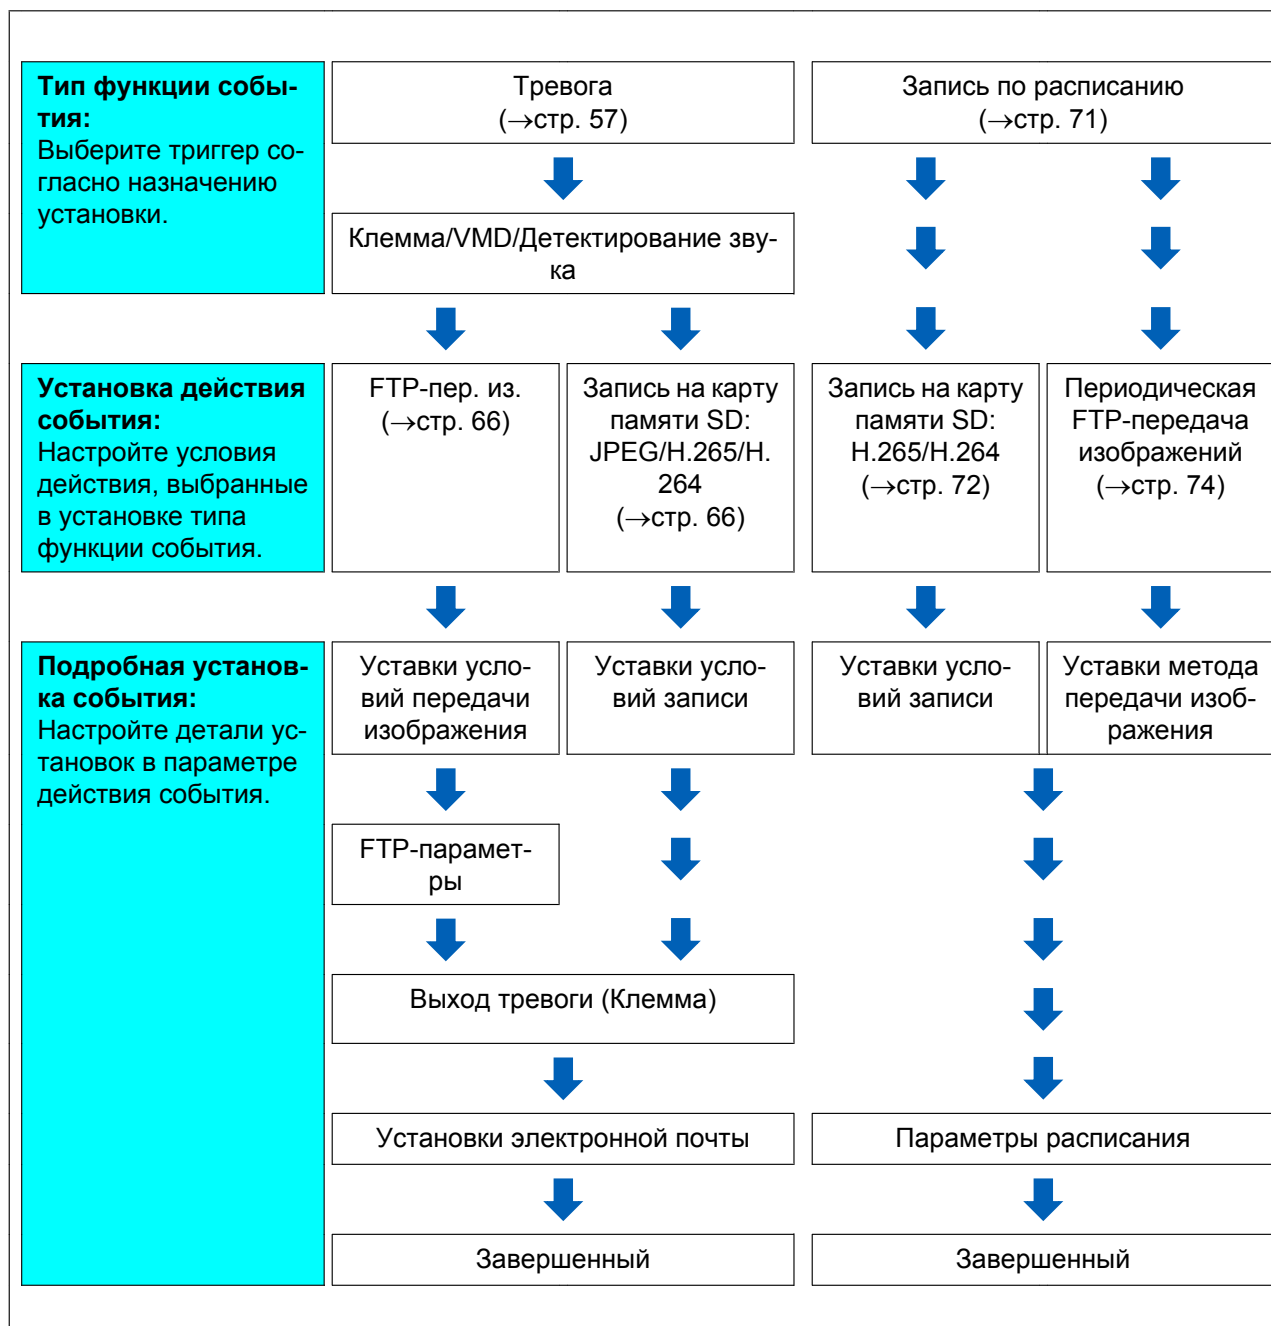 Тип функции собы-
тия:
Выберите триггер со-
гласно назначению
установки.
Тревога
(→стр. 57)
Запись по расписанию
(→стр. 71)
Клемма/VMD/Детектирование зву-
ка
Установка действия
события:
Настройте условия
действия, выбранные
в установке типа
функции события.
FTP-пер. из.
(→стр. 66)
Запись на карту
памяти SD:
JPEG/H.265/H.
264
(→стр. 66)
Запись на карту
памяти SD:
H.265/H.264
(→стр. 72)
Периодическая
FTP-передача
изображений
(→стр. 74)
Подробная установ-
ка события:
Настройте детали ус-
тановок в параметре
действия события.
Уставки усло-
вий передачи
изображения
Уставки усло-
вий записи
Уставки усло-
вий записи
Уставки метода
передачи изоб-
ражения
FTP-парамет-
ры
Выход тревоги (Клемма)
Установки электронной почты
Параметры расписания
Завершенный
Завершенный